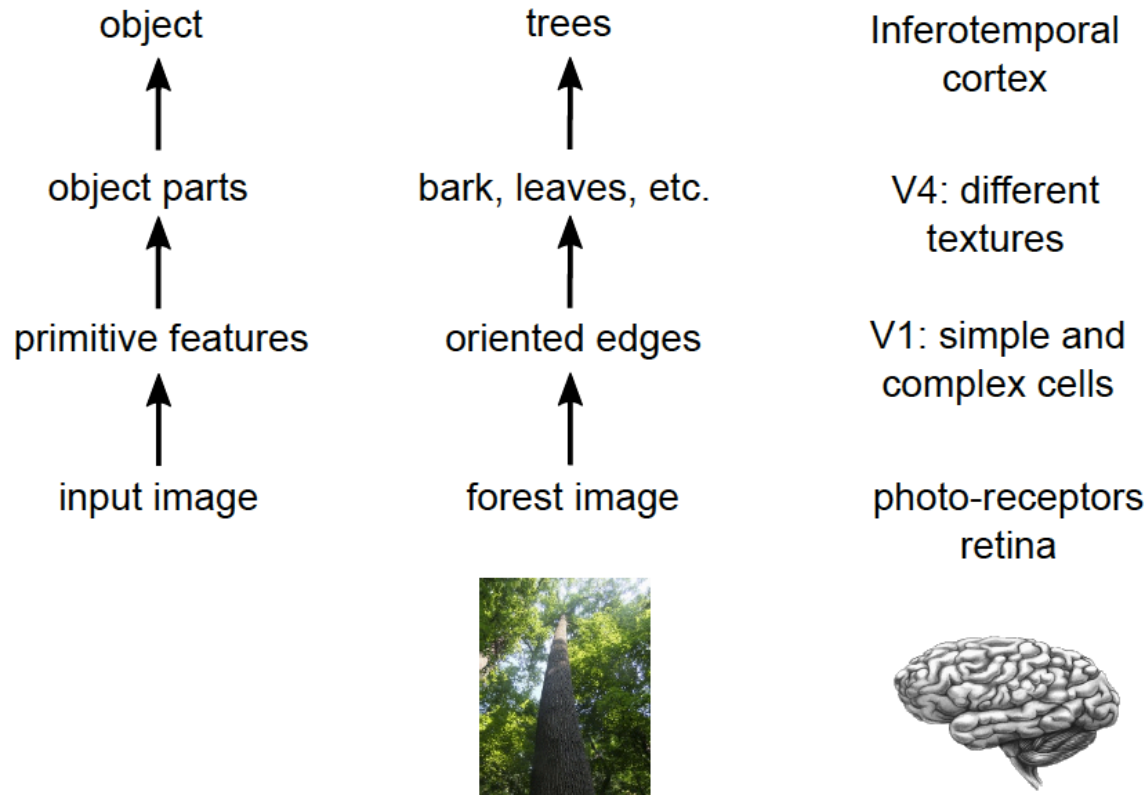 object
trees
Inferotemporal
cortex
object parts
bark, leaves, etc.
V4: different
textures
primitive features
oriented edges
V1: simple and
complex cells
input image
forest image
photo-receptors
retina